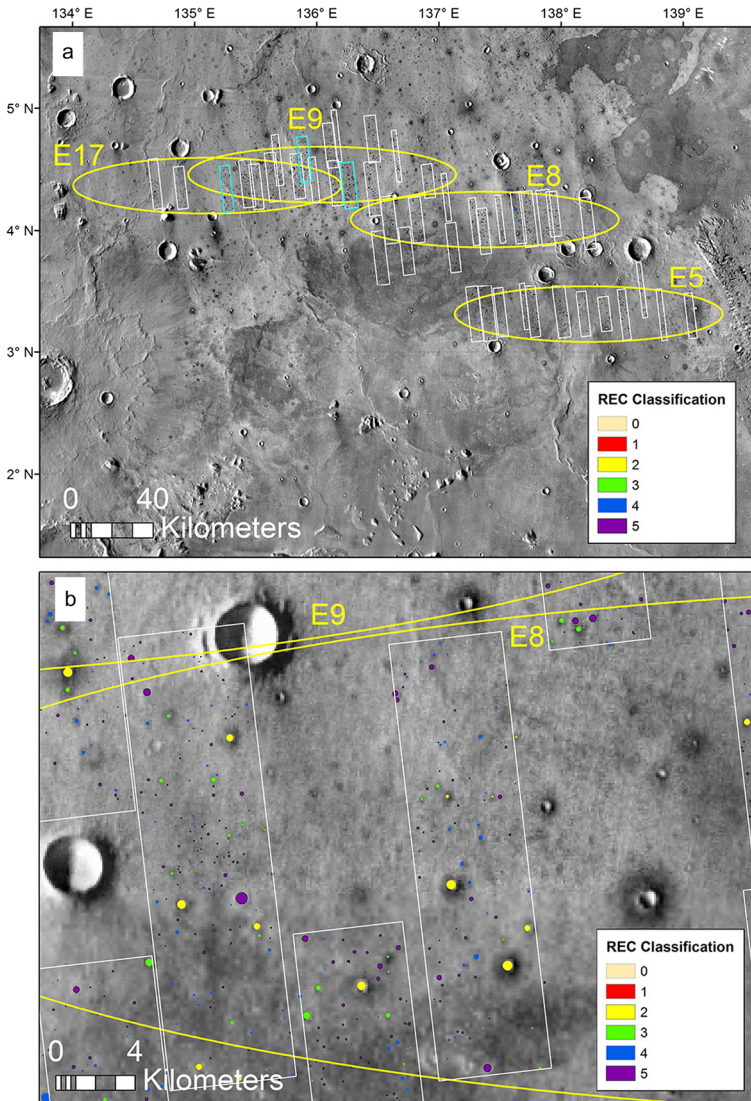 134° E
135° E
136° E
137° E
138° E
139° E
a
5° N
4° N
3° N
2° N
E17
E9
E8
E5
REC Classification
0
1
2
3
4
5
0 40
Kilometers
b
E9
E8
REC Classification
0
1
2
3
4
5
0 4
Kilometers